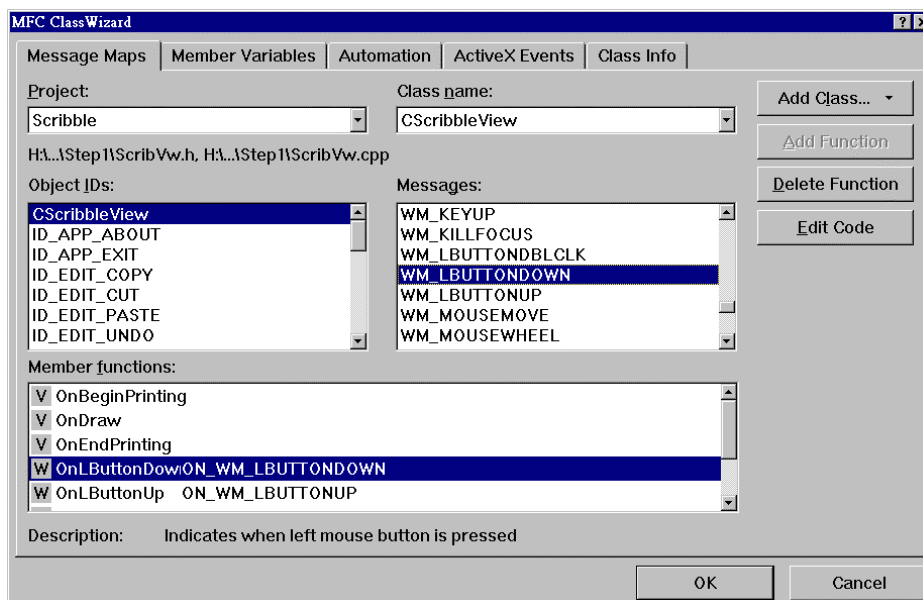 MFC ClassWizard
Message Maps Member Variables Automation ActiveX Events Class Info
Project: Class name:
Scribble CScribbleView
Add Class...
Add Function
Delete Function
Edit Code
H:\...\Step1\ScribVw.h, H:\...\Step1\ScribVw.cpp
Object IDs:
CScribbleView
ID_APP_ABOUT
ID_APP_EXIT
ID_EDIT_COPY
ID_EDIT_CUT
ID_EDIT_PASTE
ID_EDIT_UNDO
Messages:
WM_KEYUP
WM_KILLFOCUS
WM_LBUTTONDBLCLK
WM_LBUTTONDOWN
WM_LBUTTONUP
WM_MOUSEMOVE
WM_MOUSEWHEEL
Member functions:
V OnBeginPrinting
V OnDraw
V OnEndPrinting
W OnLButtonDow ON_WM_LBUTTONDOWN
W OnLButtonUp ON_WM_LBUTTONUP
Description: Indicates when left mouse button is pressed
OK Cancel